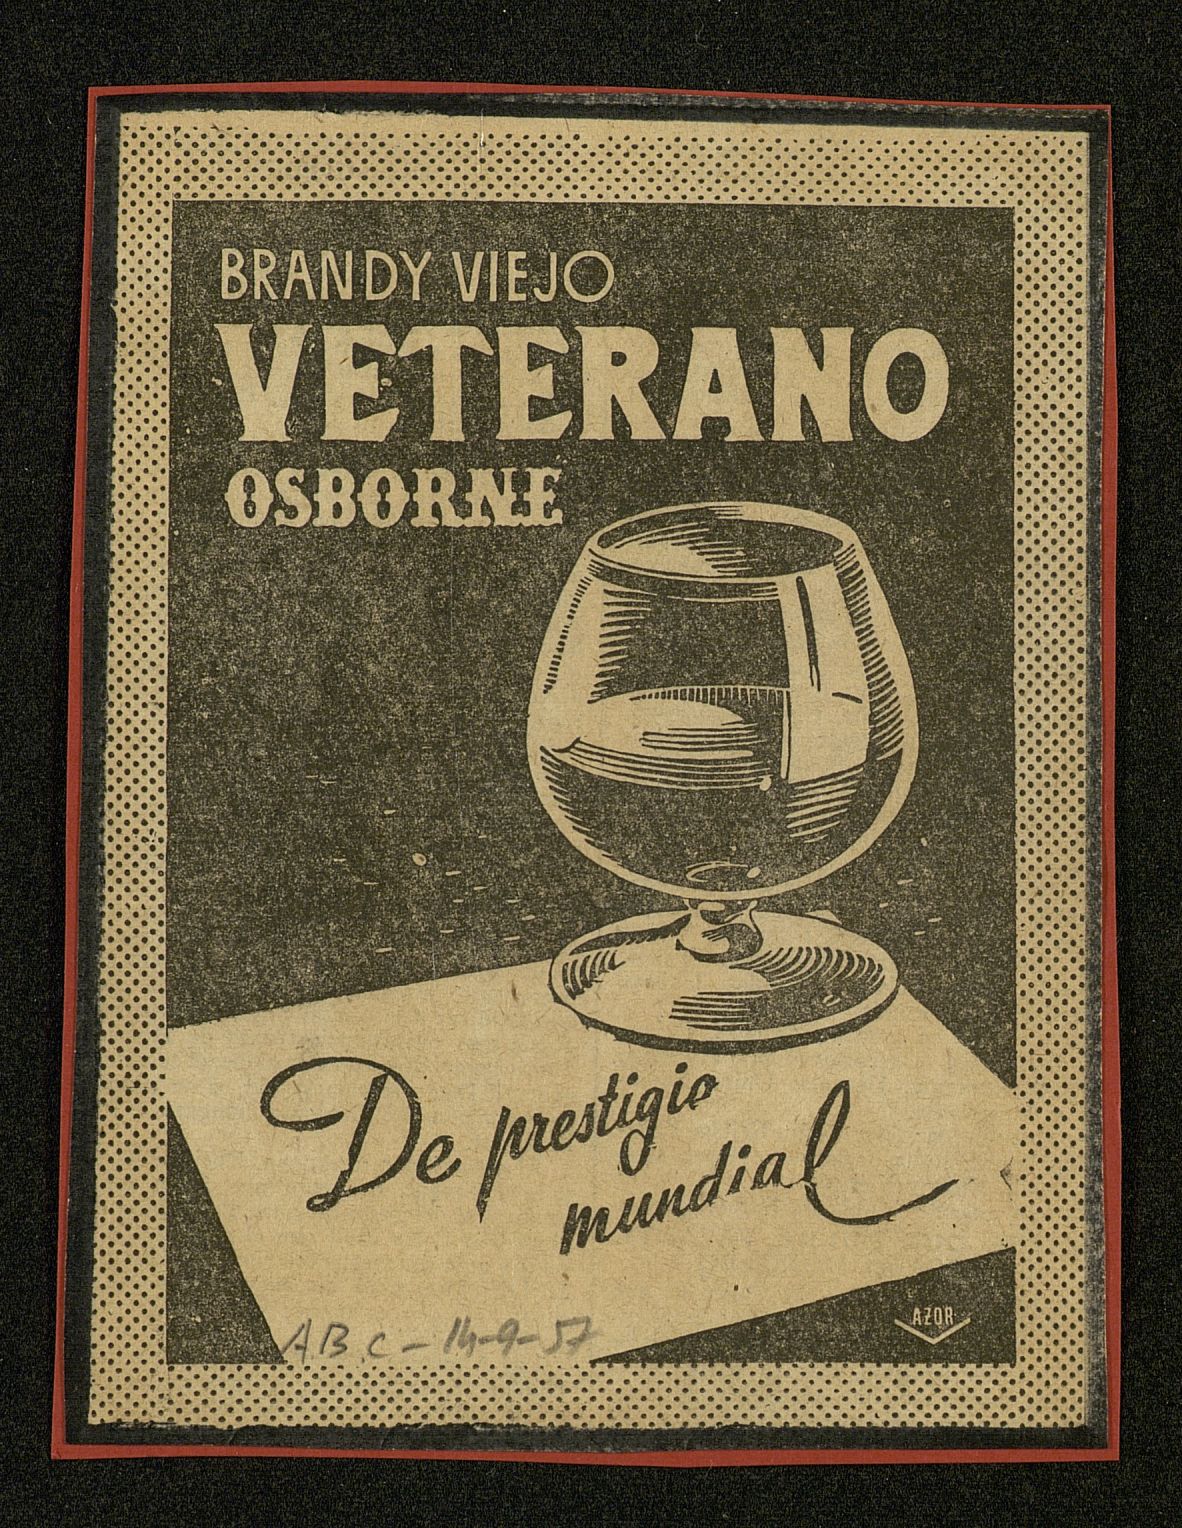 BRANDY VIEJO
VETERANO
OSBORNE
De prestigio
mundial
ABC - 14-9-57
AZOR